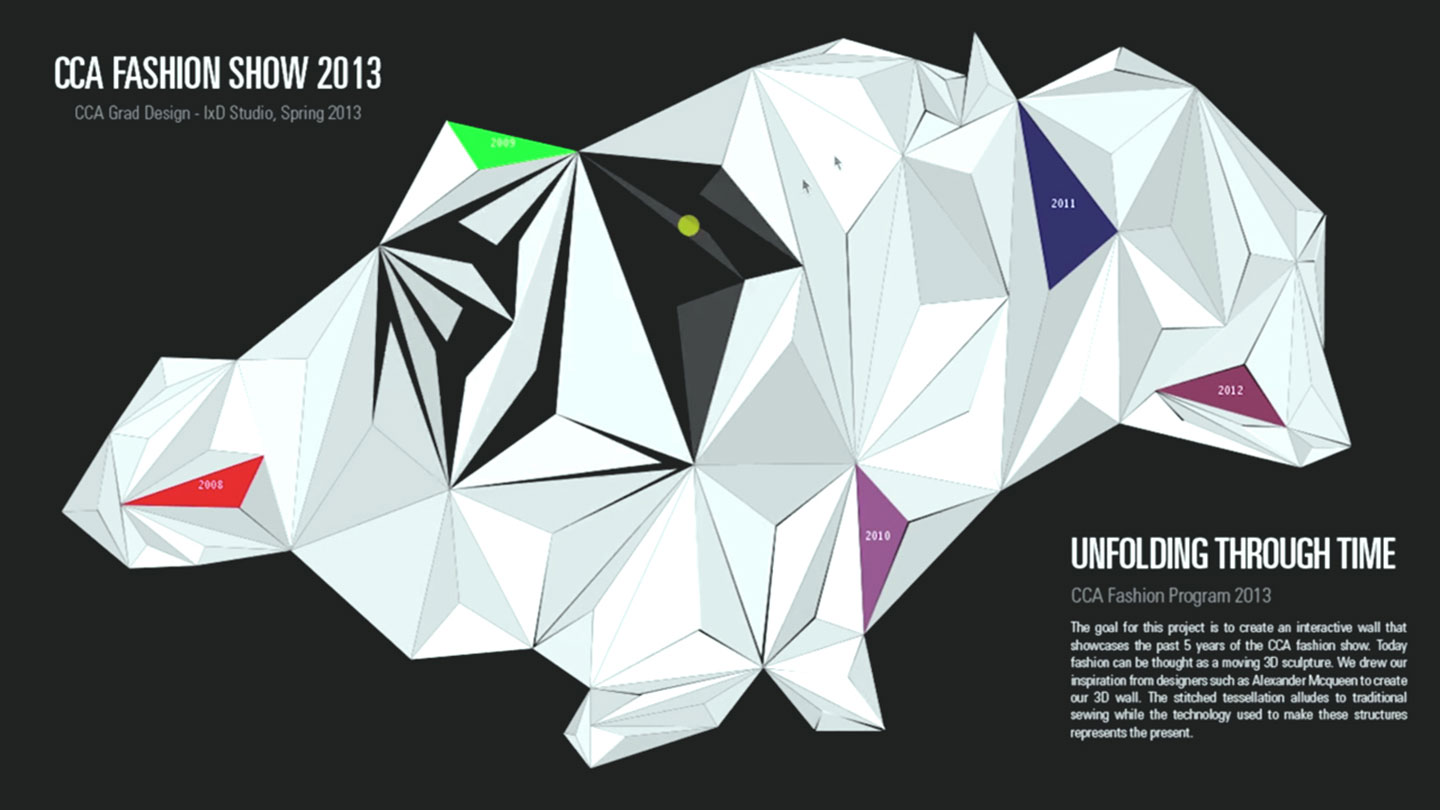 CCA FASHION SHOW 2013
CCA Grad Design - IxD Studio, Spring 2013
2009
2011
2012
2008
2010
UNFOLDING THROUGH TIME
CCA Fashion Program 2013
The goal for this project is to create an interactive wall that
showcases the past 5 years of the CCA fashion show. Today
fashion can be thought as a moving 3D sculpture. We drew our
inspiration from designers such as Alexander Mcqueen to create
our 3D wall. The stitched tessellation alludes to traditional
sewing while the technology used to make these structures
represents the present.